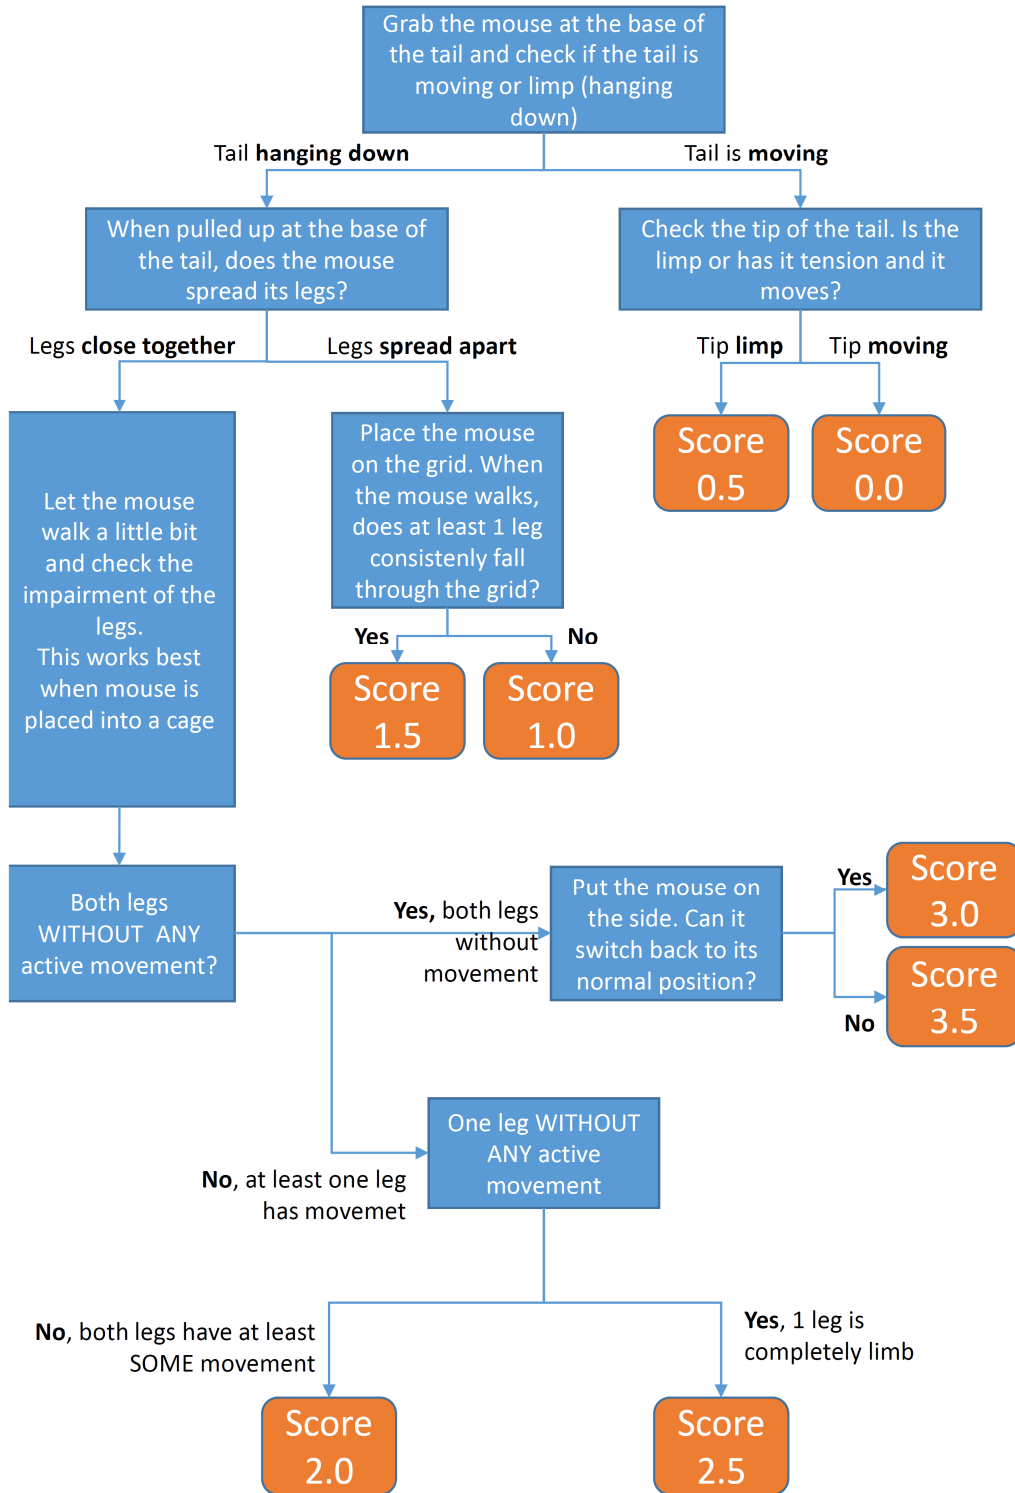 Grab the mouse at the base of
the tail and check if the tail is
moving or limp (hanging
down)
Tail hanging down
Tail is moving
When pulled up at the base of
the tail, does the mouse
spread its legs?
Check the tip of the tail. Is the
limp or has it tension and it
moves?
Legs close together
Legs spread apart
Tip limp
Tip moving
Let the mouse
walk a little bit
and check the
impairment of the
legs.
This works best
when mouse is
placed into a cage
Place the mouse
on the grid. When
the mouse walks,
does at least 1 leg
consistenly fall
through the grid?
Score
0.5
Score
0.0
Yes
No
Score
1.5
Score
1.0
Both legs
WITHOUT ANY
active movement?
Yes, both legs
without
movement
Put the mouse on
the side. Can it
switch back to its
normal position?
Yes
Score
3.0
No
Score
3.5
No, at least one leg
has movemet
One leg WITHOUT
ANY active
movement
No, both legs have at least
SOME movement
Yes, 1 leg is
completely limb
Score
2.0
Score
2.5